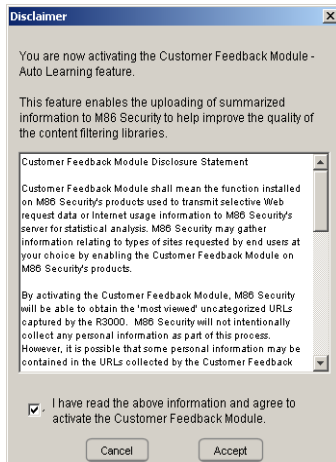 Disclaimer
You are now activating the Customer Feedback Module -
Auto Learning feature.
This feature enables the uploading of summarized
information to M86 Security to help improve the quality of
the content filtering libraries.
Customer Feedback Module Disclosure Statement
Customer Feedback Module shall mean the function installed
on M86 Security's products used to transmit selective Web
request data or Internet usage information to M86 Security's
server for statistical analysis. M86 Security may gather
information relating to types of sites requested by end users at
your choice by enabling the Customer Feedback Module on
M86 Security's products.
By activating the Customer Feedback Module, M86 Security
will be able to obtain the 'most viewed' uncategorized URLs
captured by the R3000. M86 Security will not intentionally
collect any personal information as part of this process.
However, it is possible that some personal information may be
contained in the URLs collected by the Customer Feedback
I have read the above information and agree to
activate the Customer Feedback Module.
Cancel Accept